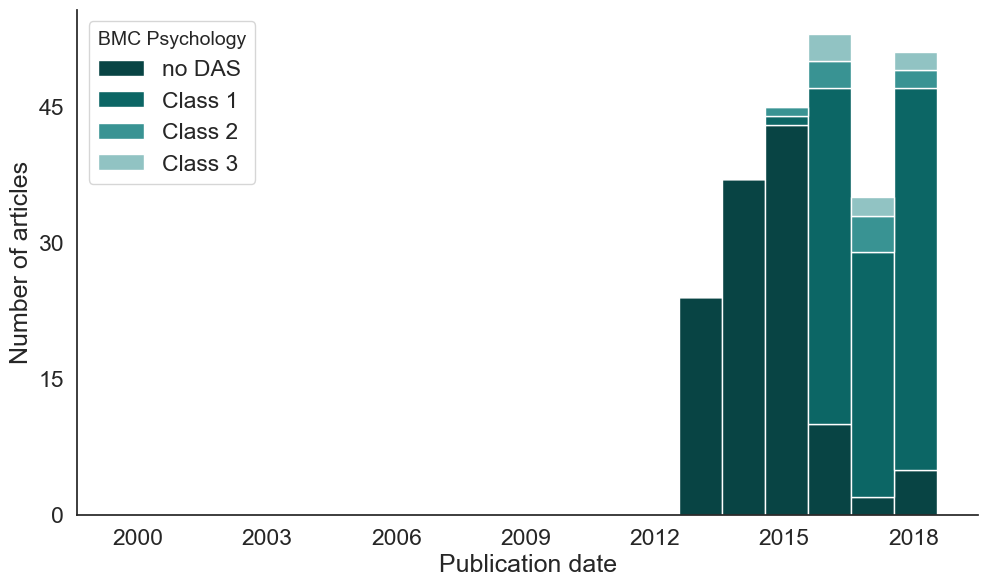 BMC Psychology
no DAS
Class 1
Class 2
Class 3
Number of articles
45
30
15
0
2000 2003 2006 2009 2012 2015 2018
Publication date